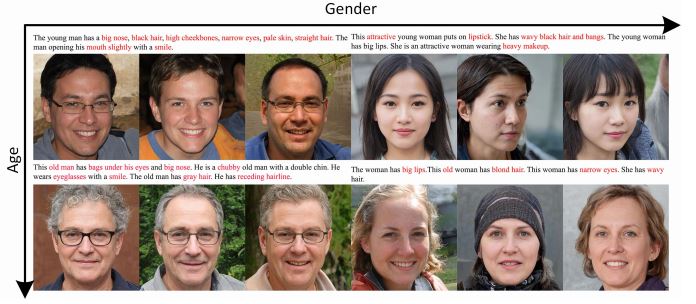 Gender
The young man has a big nose, black hair, high cheekbones, narrow eyes, pale skin, straight hair. The
man opening his mouth slightly with a smile.
This attractive young woman puts on lipstick. She has wavy black hair and bangs. The young woman
has big lips. She is an attractive woman wearing heavy makeup.
Age
This old man has bags under his eyes and big nose. He is a chubby old man with a double chin. He
wears eyeglasses with a smile. The old man has gray hair. He has receding hairline.
The woman has big lips.This old woman has blond hair. This woman has narrow eyes. She has wavy
hair.